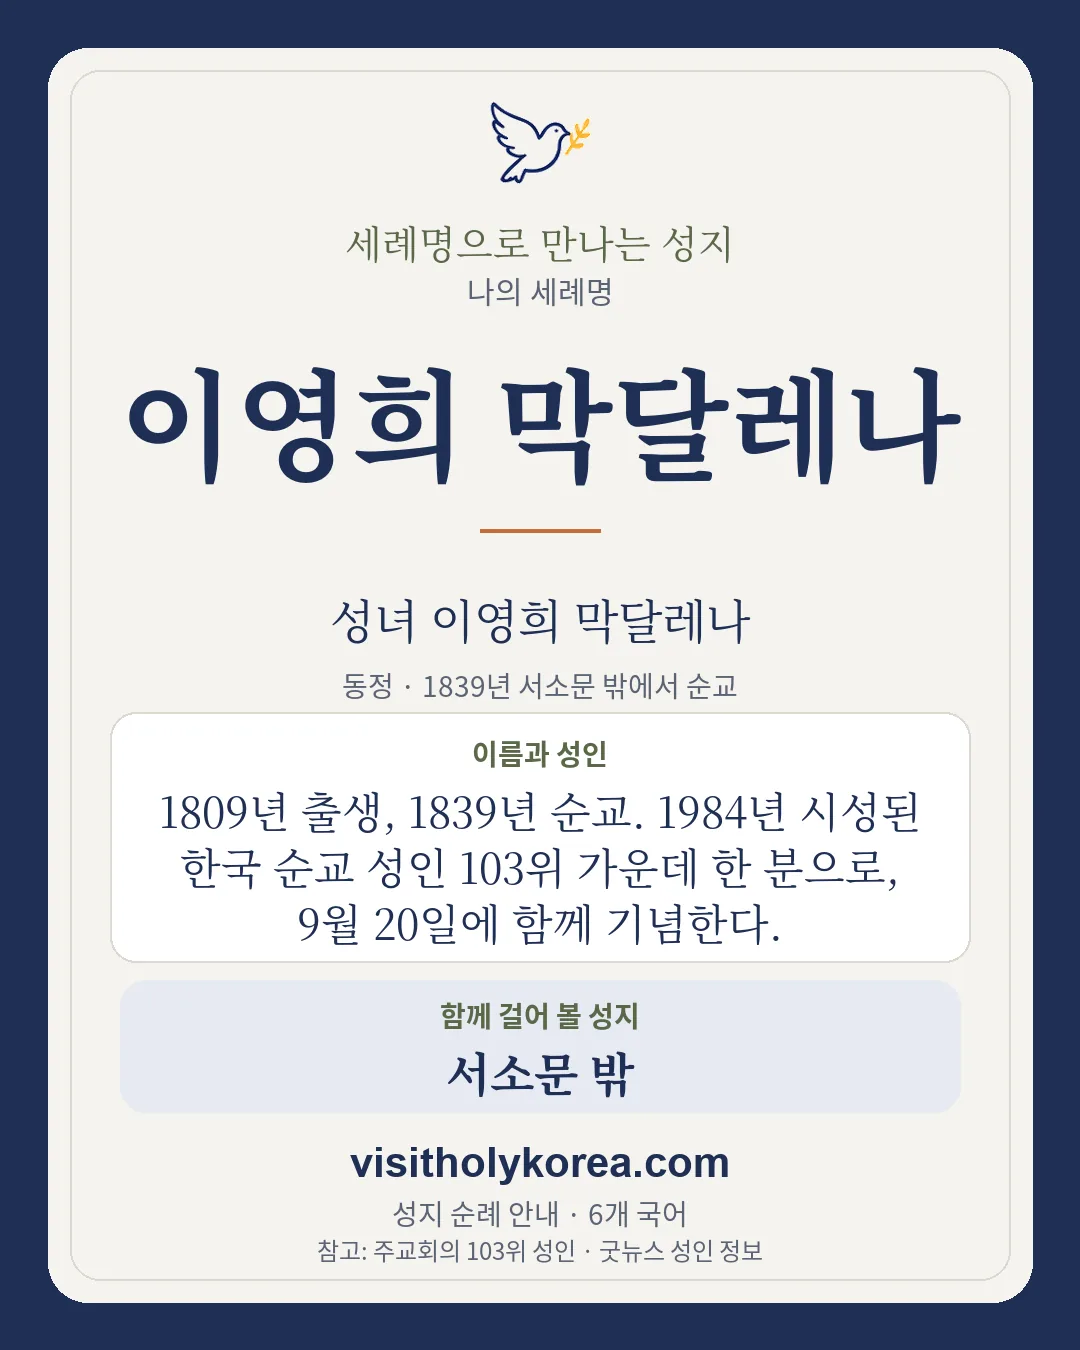 세례명으로 만나는 성지
나의 세례명
이영희 막달레나
성녀 이영희 막달레나
동정 · 1839년 서소문 밖에서 순교
이름과 성인
1809년 출생, 1839년 순교. 1984년 시성된
한국 순교 성인 103위 가운데 한 분으로,
9월 20일에 함께 기념한다.
함께 걸어 볼 성지
서소문 밖
visitholykorea.com
성지 순례 안내 · 6개 국어
참고: 주교회의 103위 성인 · 굿뉴스 성인 정보